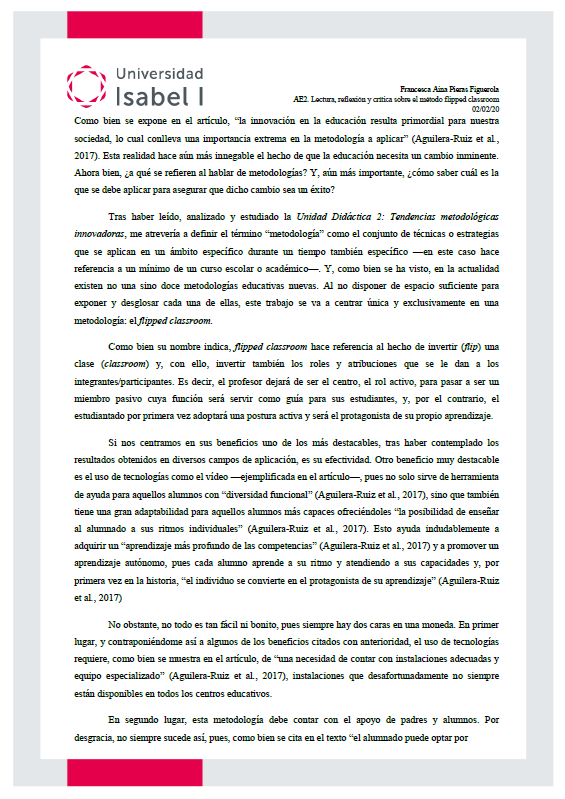 Universidad
Isabel I
Francesca Aina Pieras Figuerola
AE2. Lectura, reflexión y crítica sobre el método flipped classroom
02/02/20
Como bien se expone en el artículo, “la innovación en la educación resulta primordial para nuestra
sociedad, lo cual conlleva una importancia extrema en la metodología a aplicar” (Aguilera-Ruiz et al.,
2017). Esta realidad hace aún más innegable el hecho de que la educación necesita un cambio inminente.
Ahora bien, ¿a qué se refieren al hablar de metodologías? Y, aún más importante, ¿cómo saber cuál es la
que se debe aplicar para asegurar que dicho cambio sea un éxito?
Tras haber leído, analizado y estudiado la Unidad Didáctica 2: Tendencias metodológicas
innovadoras, me atrevería a definir el término “metodología” como el conjunto de técnicas o estrategias
que se aplican en un ámbito específico durante un tiempo también específico —en este caso hace
referencia a un mínimo de un curso escolar o académico—. Y, como bien se ha visto, en la actualidad
existen no una sino doce metodologías educativas nuevas. Al no disponer de espacio suficiente para
exponer y desglosar cada una de ellas, este trabajo se va a centrar única y exclusivamente en una
metodología: el flipped classroom.
Como bien su nombre indica, flipped classroom hace referencia al hecho de invertir (flip) una
clase (classroom) y, con ello, invertir también los roles y atribuciones que se le dan a los
integrantes/participantes. Es decir, el profesor dejará de ser el centro, el rol activo, para pasar a ser un
miembro pasivo cuya función será servir como guía para sus estudiantes, y, por el contrario, el
estudiantado por primera vez adoptará una postura activa y será el protagonista de su propio aprendizaje.
Si nos centramos en sus beneficios uno de los más destacables, tras haber contemplado los
resultados obtenidos en diversos campos de aplicación, es su efectividad. Otro beneficio muy destacable
es el uso de tecnologías como el vídeo —ejemplificada en el artículo—, pues no solo sirve de herramienta
de ayuda para aquellos alumnos con “diversidad funcional” (Aguilera-Ruiz et al., 2017), sino que también
tiene una gran adaptabilidad para aquellos alumnos más capaces ofreciéndoles “la posibilidad de enseñar
al alumnado a sus ritmos individuales” (Aguilera-Ruiz et al., 2017). Esto ayuda indudablemente a
adquirir un “aprendizaje más profundo de las competencias” (Aguilera-Ruiz et al., 2017) y a promover un
aprendizaje autónomo, pues cada alumno aprende a su ritmo y atendiendo a sus capacidades y, por
primera vez en la historia, “el individuo se convierte en el protagonista de su aprendizaje” (Aguilera-Ruiz
et al., 2017)
No obstante, no todo es tan fácil ni bonito, pues siempre hay dos caras en una moneda. En primer
lugar, y contraponiéndome así a algunos de los beneficios citados con anterioridad, el uso de tecnologías
requiere, como bien se muestra en el artículo, de “una necesidad de contar con instalaciones adecuadas y
equipo especializado” (Aguilera-Ruiz et al., 2017), instalaciones que desafortunadamente no siempre
están disponibles en todos los centros educativos.
En segundo lugar, esta metodología debe contar con el apoyo de padres y alumnos. Por
desgracia, no siempre sucede así, pues, como bien se cita en el texto “el alumnado puede optar por